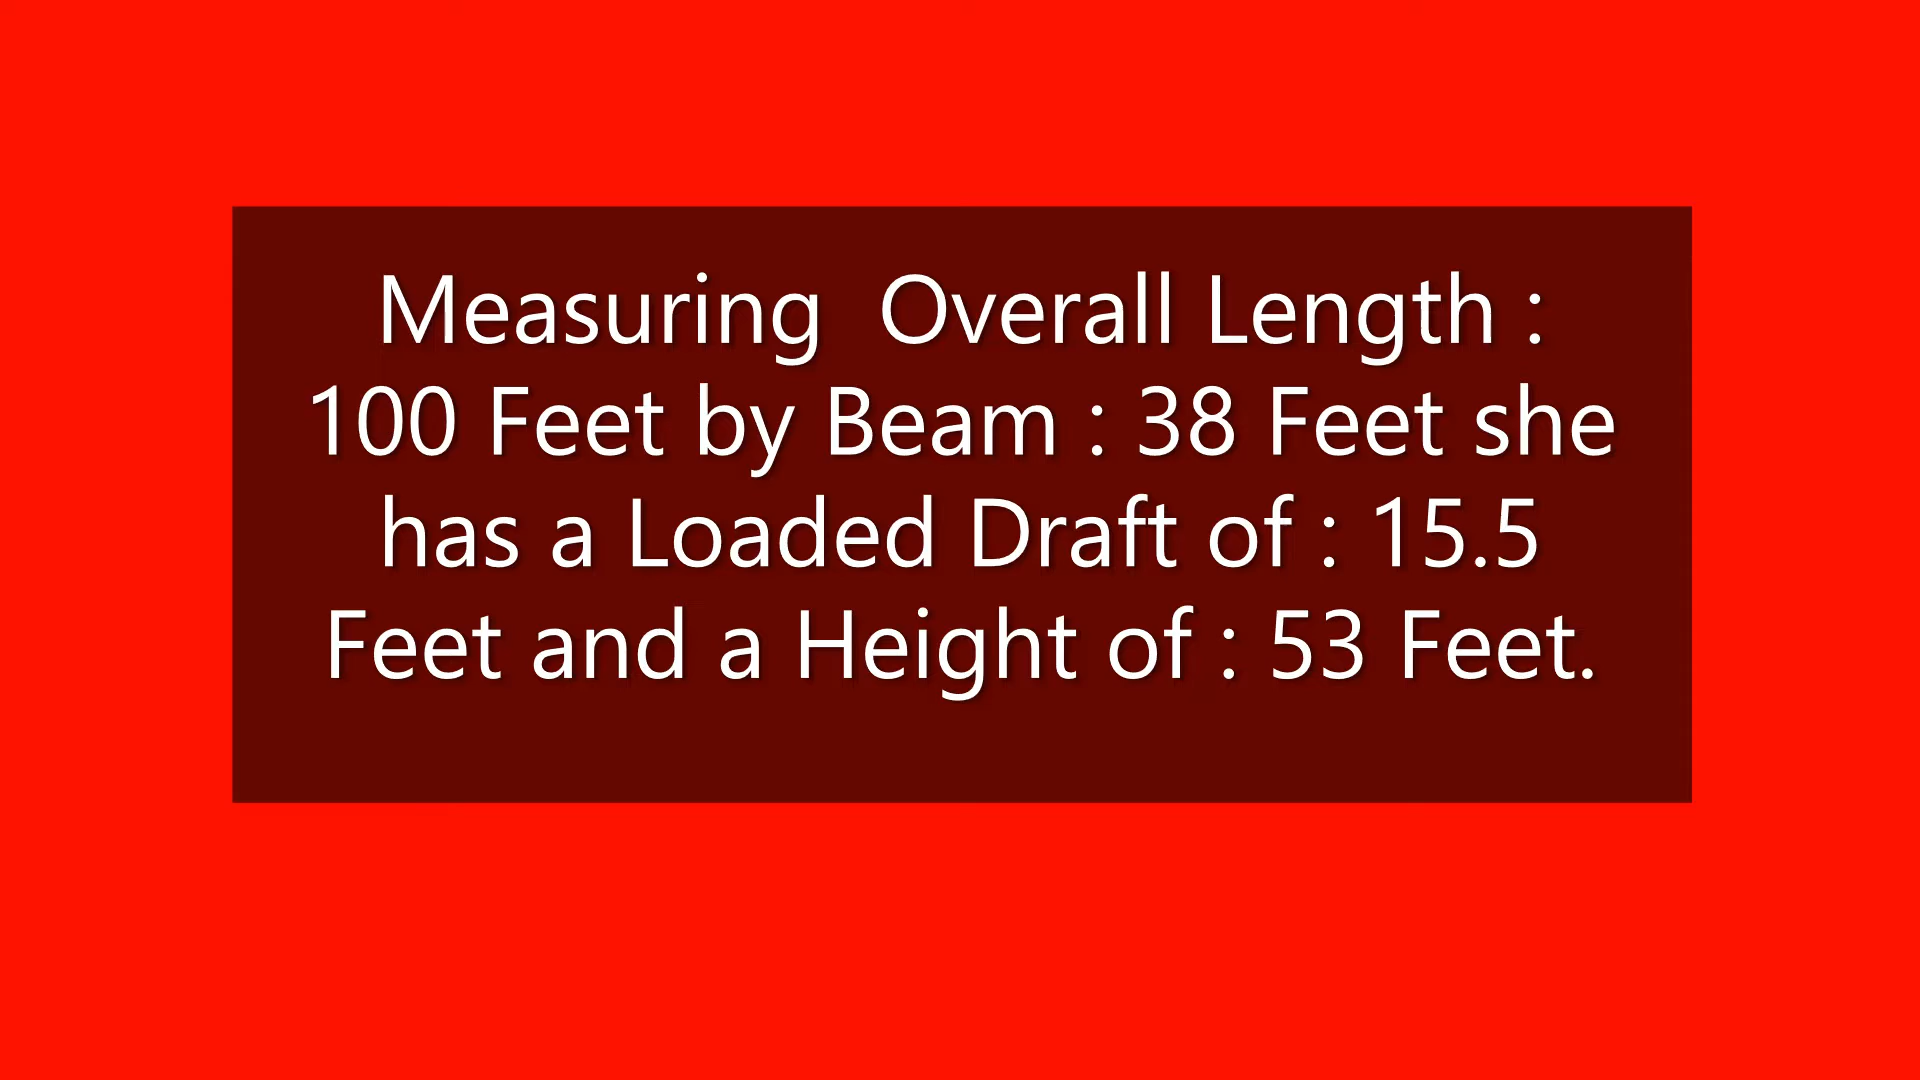 Measuring  Overall Length :
100 Feet by Beam : 38 Feet she
has a Loaded Draft of : 15.5
Feet and a Height of : 53 Feet.